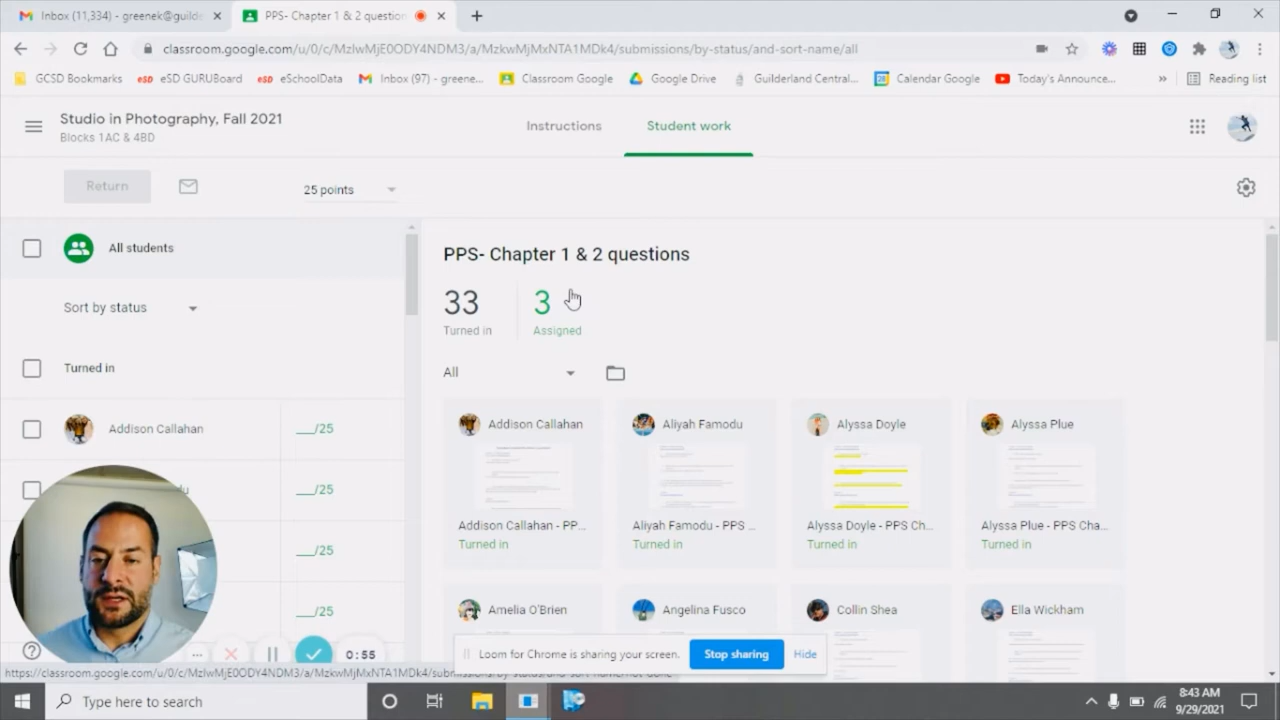 Inbox (11,334) - greenek@guilde
PPS- Chapter 1 & 2 question
classroom.google.com/u/0/c/MzIwMjE0ODY4NDM3/a/MzkwMjMxNTA1MDk4/submissions/by-status/and-sort-name/all
GCSD Bookmarks
esd eSD GURUBoard
esd eSchoolData
Inbox (97) - greene...
Classroom Google
Google Drive
Guilderland Central...
Calendar Google
Today's Announce...
»
Reading list
Studio in Photography, Fall 2021
Blocks 1AC & 4BD
Instructions
Student work
Return
25 points
All students
Sort by status
Turned in
Addison Callahan
__/25
__/25
__/25
__/25
PPS- Chapter 1 & 2 questions
33
Turned in
3
Assigned
All
Addison Callahan
Addison Callahan - PP...
Turned in
Aliyah Famodu
Aliyah Famodu - PPS ...
Turned in
Alyssa Doyle
Alyssa Doyle - PPS Ch...
Turned in
Alyssa Plue
Alyssa Plue - PPS Cha...
Turned in
Amelia O'Brien
Angelina Fusco
Collin Shea
Ella Wickham
0:55
Loom for Chrome is sharing your screen.
Stop sharing
Hide
Type here to search
8:43 AM
9/29/2021